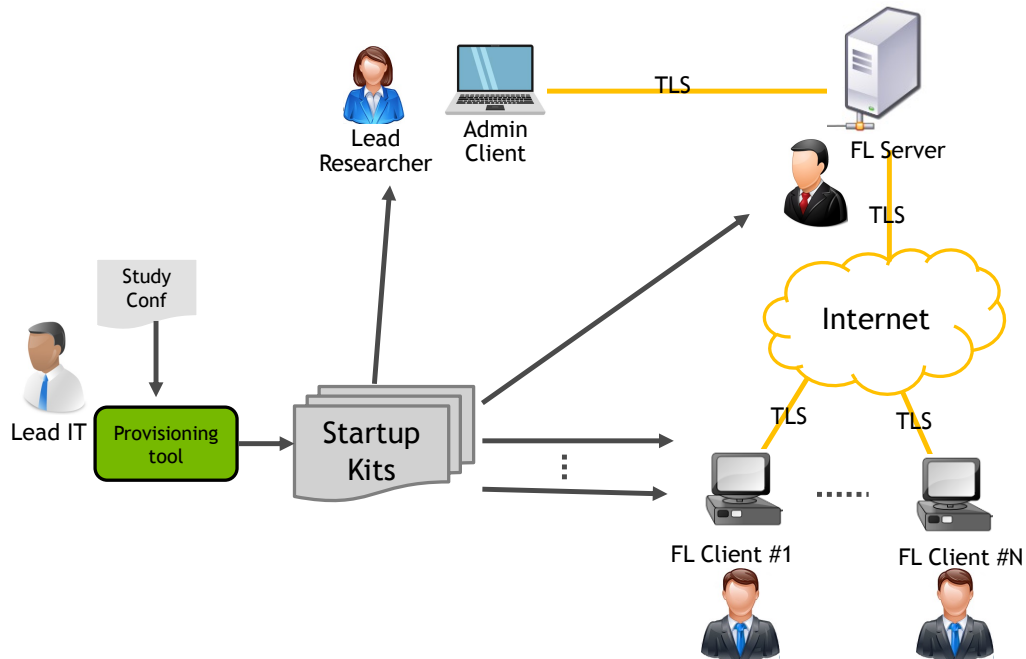 TLS
Lead
Researcher
Admin
Client
FL Server
TLS
Study
Conf
Internet
Lead IT
Provisioning
tool
Startup
Kits
TLS
TLS
FL Client #1
FL Client #N